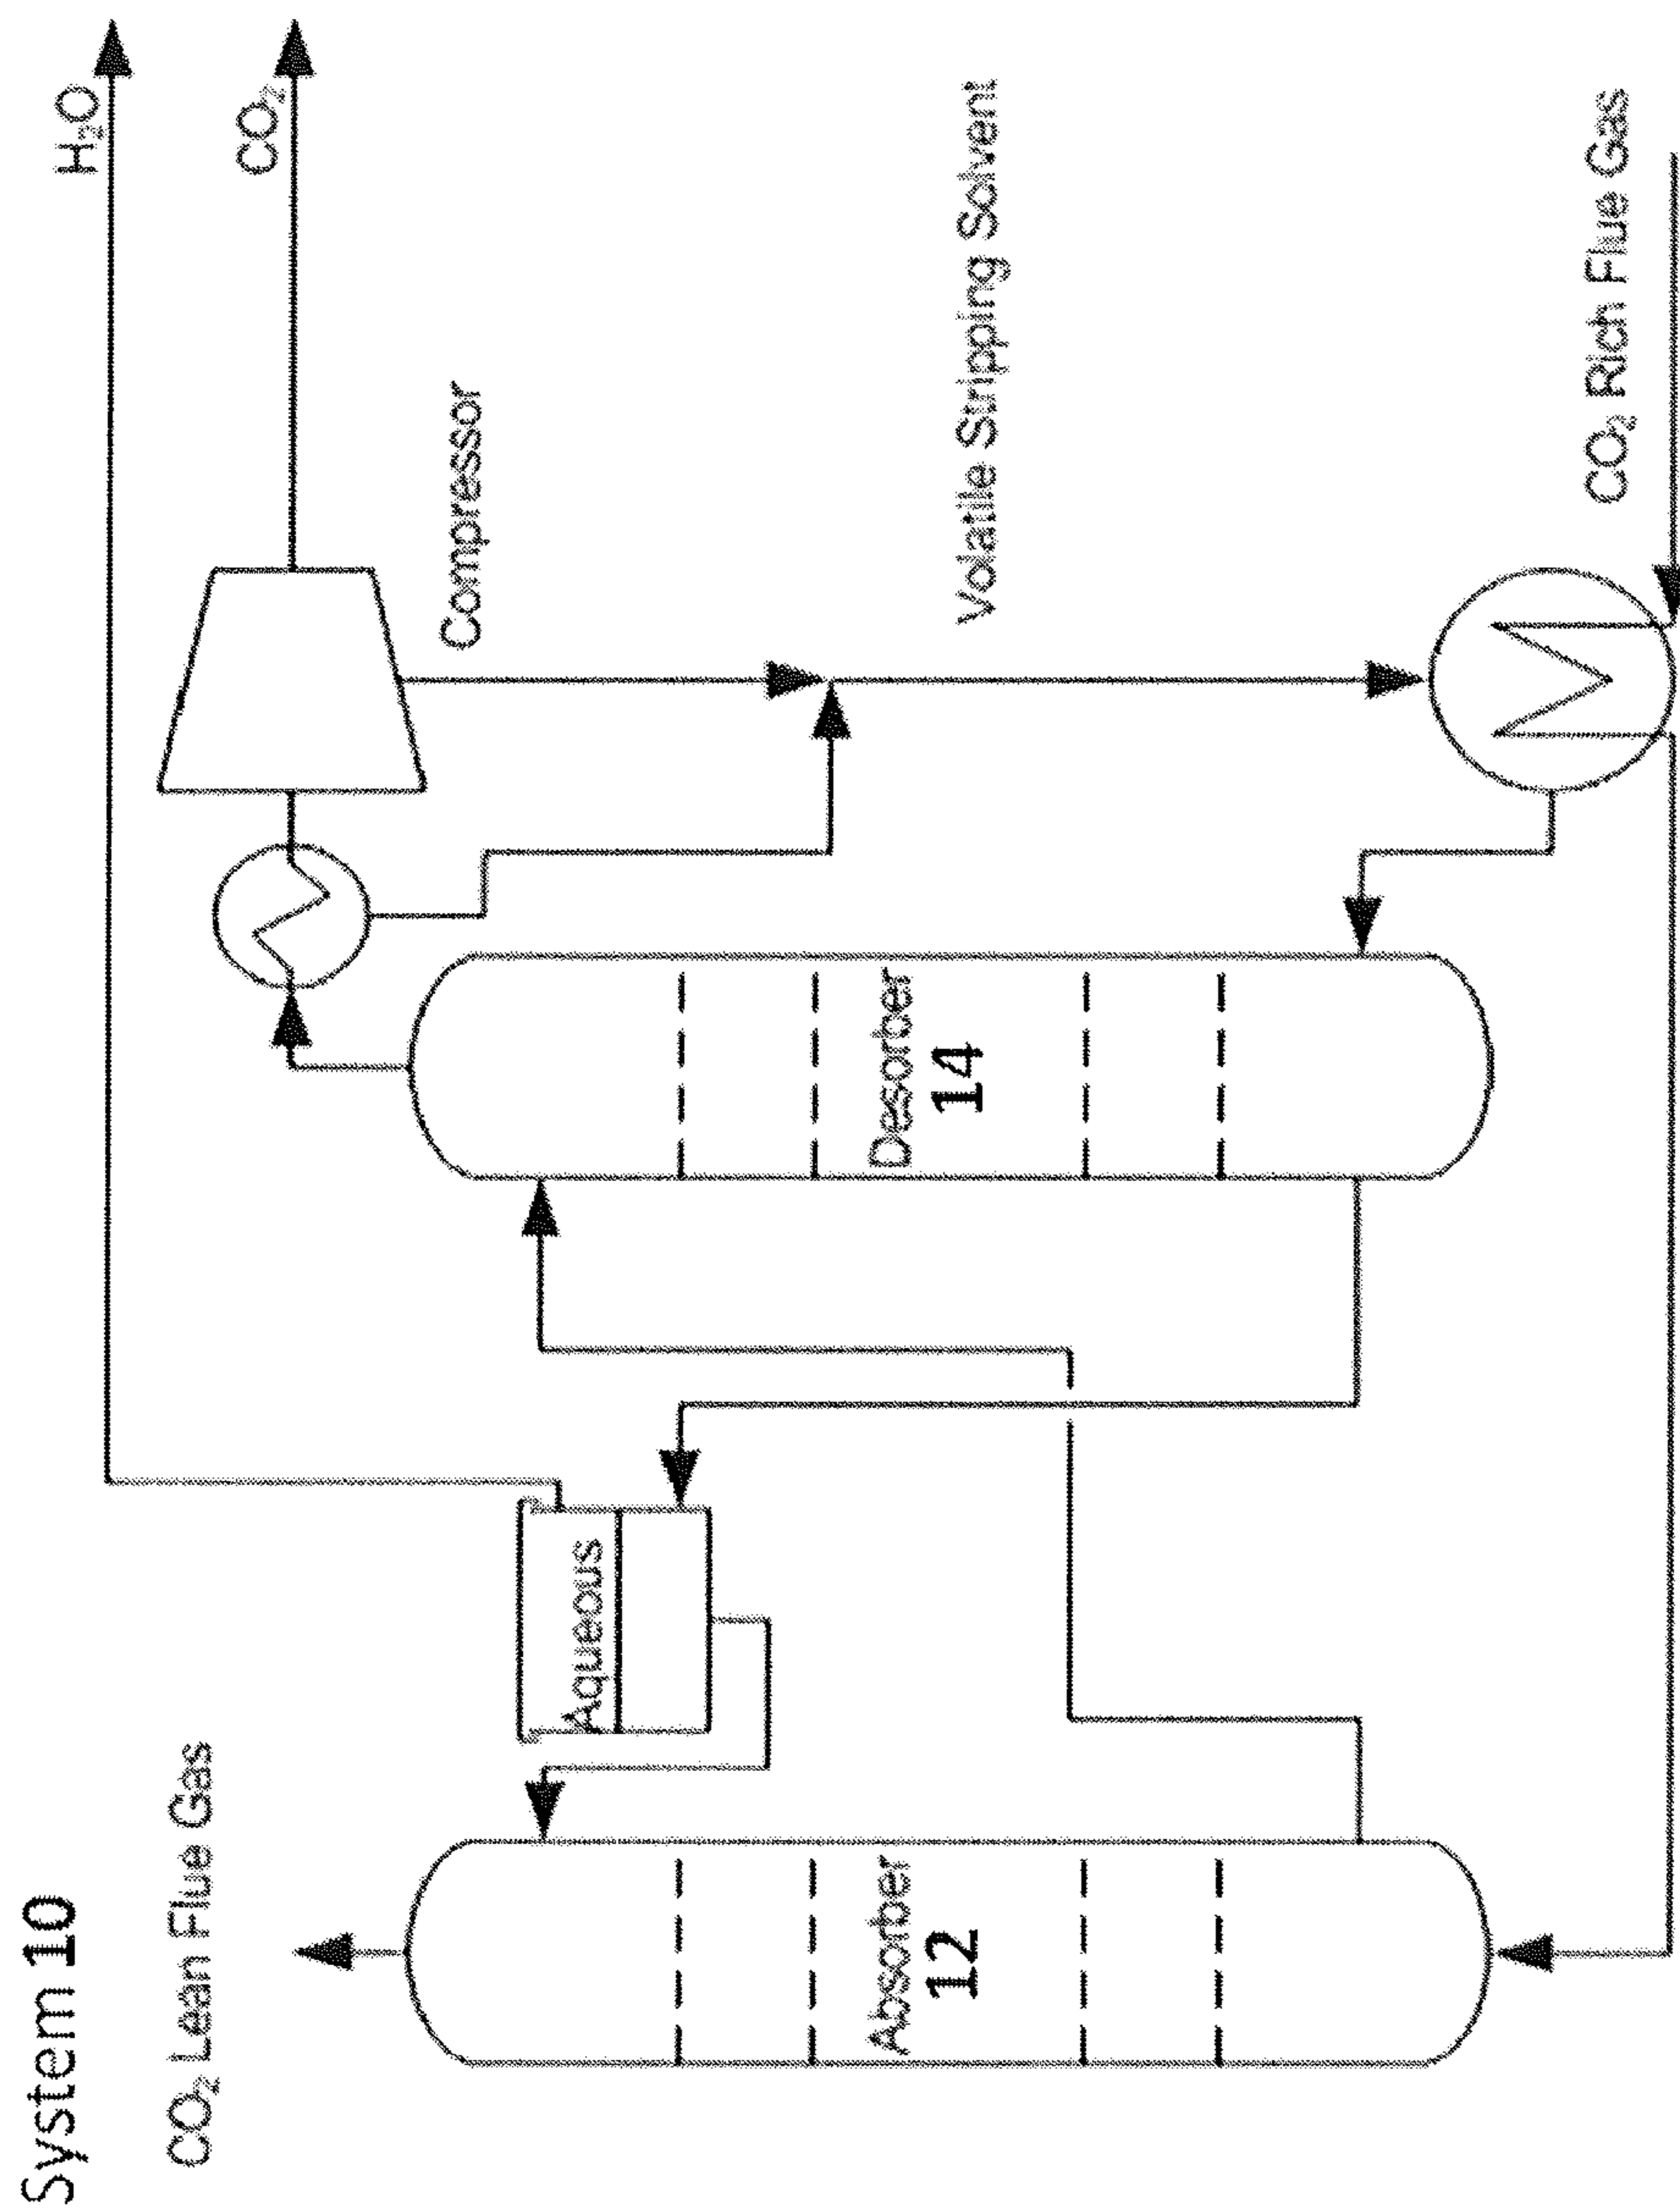 System 10
CO₂ Lean Flue Gas
H₂O
CO₂
Compressor
Aqueous
Absorber
12
Desorber
14
Volatile Stripping Solvent
CO₂ Rich Flue Gas